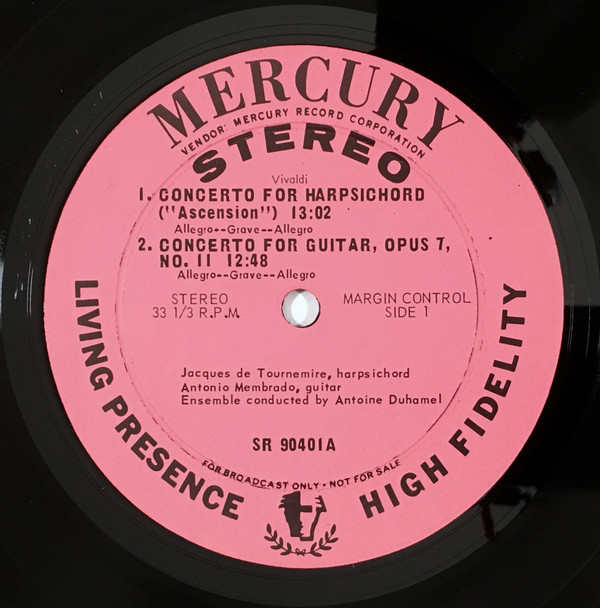 MERCURY
VENDOR: MERCURY RECORD CORPORATION
STEREO
Vivaldi
1. CONCERTO FOR HARPSICHORD
("Ascension") 13:02
Allegro--Grave--Allegro
2. CONCERTO FOR GUITAR, OPUS 7,
NO. 11 12:48
Allegro--Grave--Allegro
STEREO
33 1/3 R.P.M.
MARGIN CONTROL
SIDE 1
Jacques de Tournemire, harpsichord
Antonio Membrado, guitar
Ensemble conducted by Antoine Duhamel
SR 90401A
FOR BROADCAST ONLY • NOT FOR SALE
LIVING PRESENCE
HIGH FIDELITY